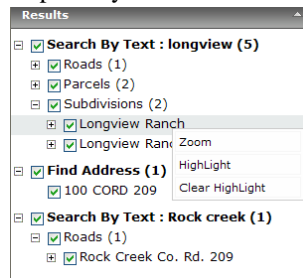 Results
Search By Text : longview (5)
Roads (1)
Parcels (2)
Subdivisions (2)
Longview Ranch
Zoom
Longview
HighLight
Find Address (1)
Clear HighLight
100 CORD 209
Search By Text : Rock creek (1)
Roads (1)
Rock Creek Co. Rd. 209